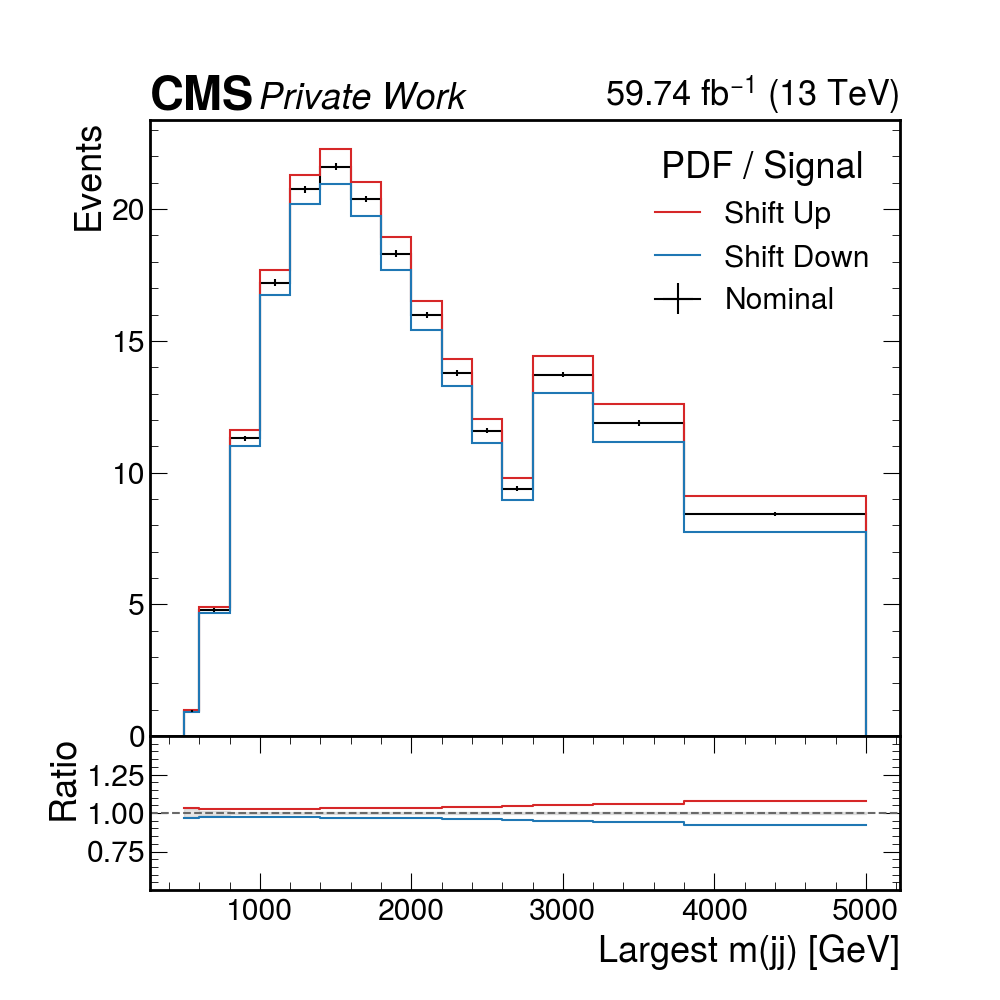 CMS Private Work 59.74 fb⁻¹ (13 TeV)
Events
PDF / Signal
Shift Up
Shift Down
Nominal
20
15
10
5
0
Ratio
1.25
1.00
0.75
1000 2000 3000 4000 5000
Largest m(jj) [GeV]